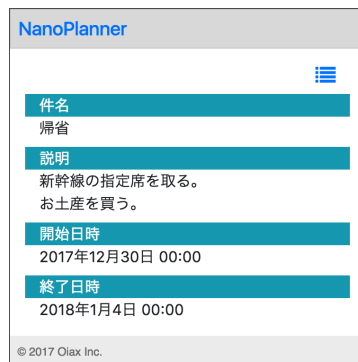 NanoPlanner
件名
帰省
説明
新幹線の指定席を取る。
お土産を買う。
開始日時
2017年12月30日 00:00
終了日時
2018年1月4日 00:00
© 2017 Oiax Inc.